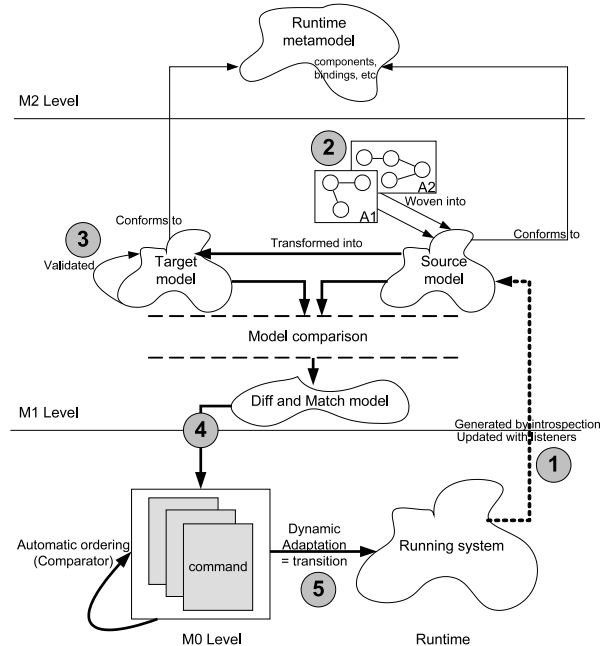 Runtime
metamodel
components,
bindings, etc
M2 Level
2
A2
A1
Woven into
Conforms to
Conforms to
3
Validated
Target
model
Transformed into
Source
model
Model comparison
Diff and Match model
M1 Level
4
Generated by introspection
Updated with listeners
1
Automatic ordering
(Comparator)
command
Dynamic
Adaptation
= transition
5
Running system
M0 Level
Runtime